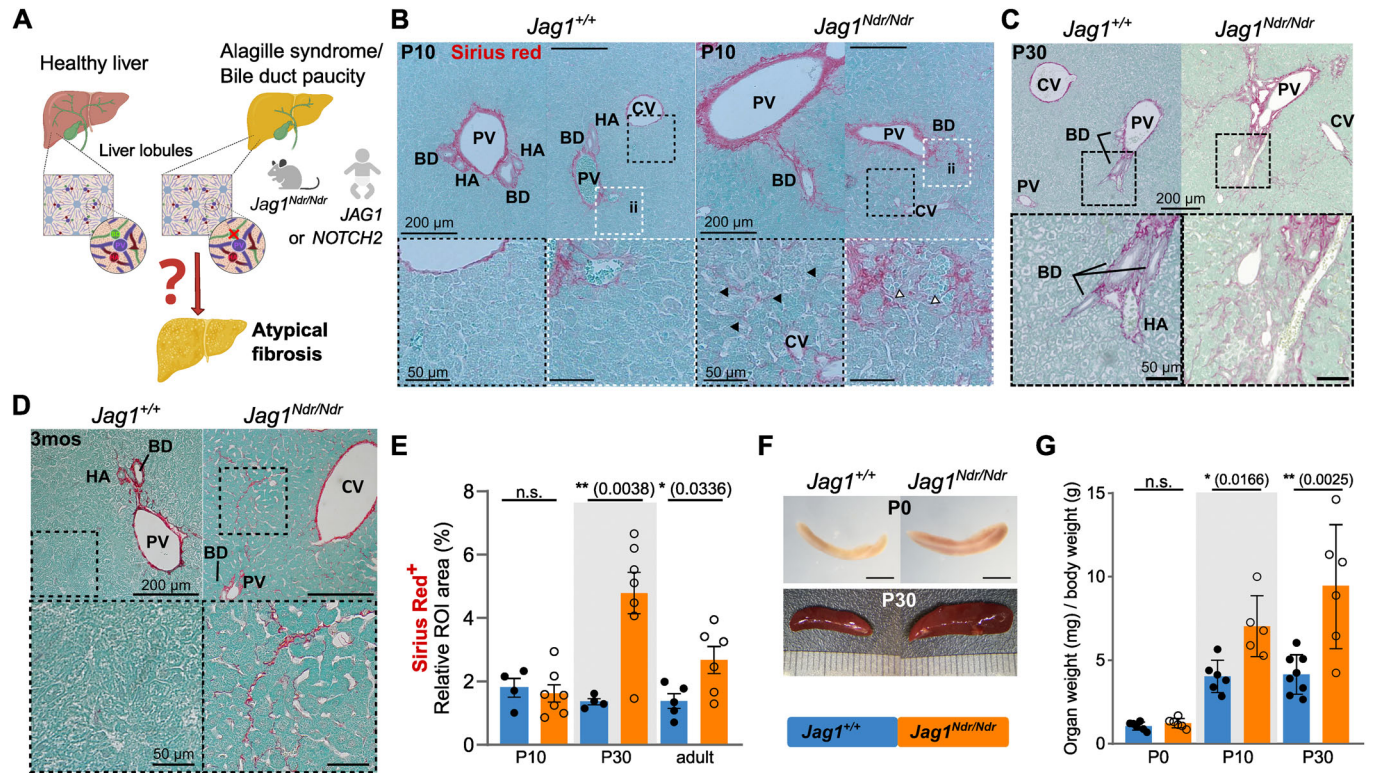 A
Healthy liver
Alagille syndrome/
Bile duct paucity
Liver lobules
Jag1Ndr/Ndr
JAG1
or NOTCH2
?
Atypical
fibrosis
B
Jag1+/+
Jag1Ndr/Ndr
P10 Sirius red
P10
PV
BD
HA
HA
BD
200 µm
HA
CV
BD
PV
ii
PV
BD
200 µm
PV
BD
ii
CV
50 µm
CV
50 µm
C
Jag1+/+
Jag1Ndr/Ndr
P30
CV
PV
BD
PV
PV
CV
200 µm
BD
HA
50 µm
D
Jag1+/+
Jag1Ndr/Ndr
3mos
BD
HA
PV
200 µm
CV
BD
PV
50 µm
E
Sirius Red+
Relative ROI area (%)
8
6
4
2
0
n.s.
** (0.0038)
* (0.0336)
P10
P30
adult
F
Jag1+/+
Jag1Ndr/Ndr
P0
P30
Jag1+/+
Jag1Ndr/Ndr
G
Organ weight (mg) / body weight (g)
15
10
5
0
n.s.
* (0.0166)
** (0.0025)
P0
P10
P30